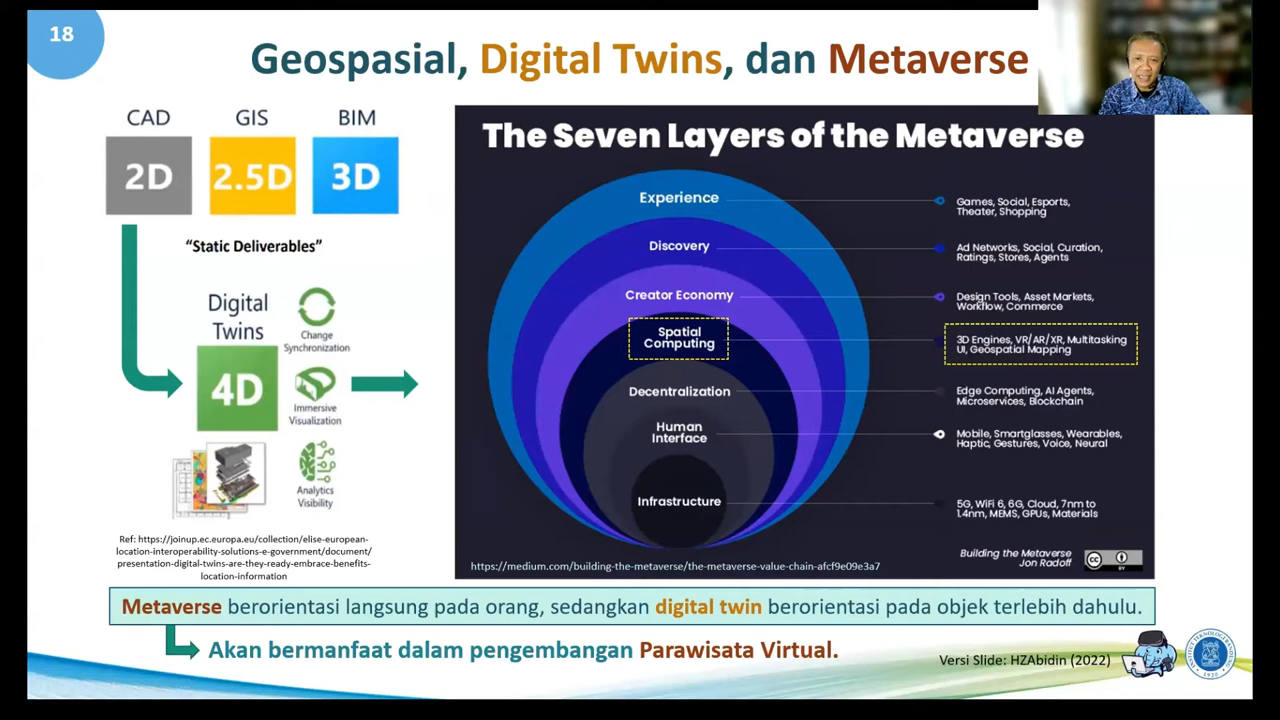 18
Geospasial, Digital Twins, dan Metaverse
CAD
GIS
BIM
2D
2.5D
3D
“Static Deliverables”
Digital
Twins
4D
Change
Synchronization
Immersive
Visualization
Analytics
Visibility
Ref: https://joinup.ec.europa.eu/collection/elise-european-
location-interoperability-solutions-e-government/document/
presentation-digital-twins-are-they-ready-embrace-benefits-
location-information
The Seven Layers of the Metaverse
Experience
Games, Social, Esports,
Theater, Shopping
Discovery
Ad Networks, Social, Curation,
Ratings, Stores, Agents
Creator Economy
Design Tools, Asset Markets,
Workflow, Commerce
Spatial
Computing
3D Engines, VR/AR/XR, Multitasking
UI, Geospatial Mapping
Decentralization
Edge Computing, AI Agents,
Microservices, Blockchain
Human
Interface
Mobile, Smartglasses, Wearables,
Haptic, Gestures, Voice, Neural
Infrastructure
5G, WiFi 6, 6G, Cloud, 7nm to
1.4nm, MEMS, GPUs, Materials
Building the Metaverse
Jon Radoff
cc
BY
https://medium.com/building-the-metaverse/the-metaverse-value-chain-afcf9e09e3a7
Metaverse berorientasi langsung pada orang, sedangkan digital twin berorientasi pada objek terlebih dahulu.
Akan bermanfaat dalam pengembangan Parawisata Virtual.
Versi Slide: HZAbidin (2022)
1920